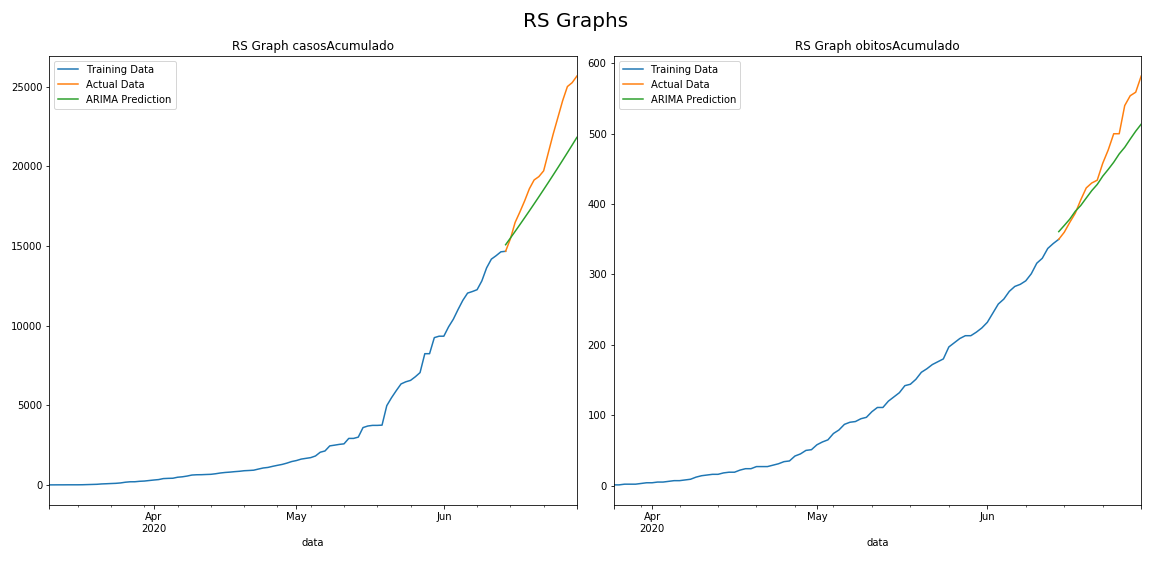 RS Graphs
RS Graph casosAcumulado
Training Data
Actual Data
ARIMA Prediction
25000
20000
15000
10000
5000
0
Apr
2020
May
Jun
data
RS Graph obitosAcumulado
Training Data
Actual Data
ARIMA Prediction
600
500
400
300
200
100
0
Apr
2020
May
Jun
data